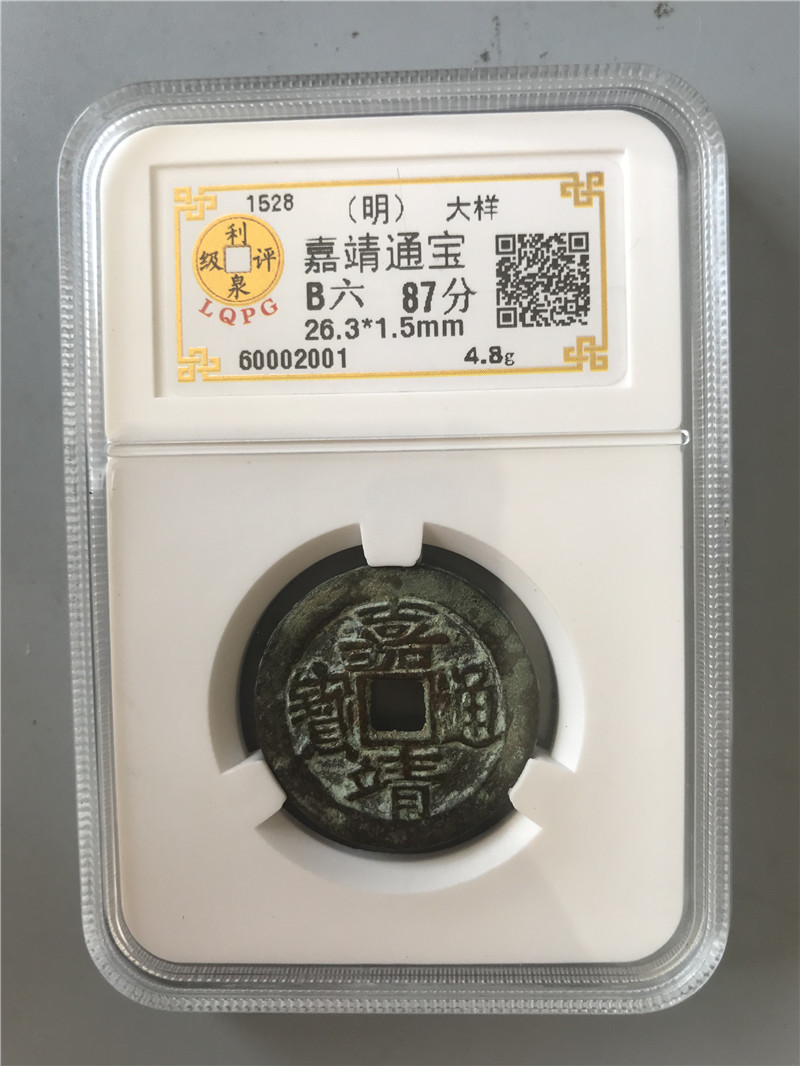 1528 （明） 大样
利泉评级
LQPG
嘉靖通宝
B六 87分
26.3*1.5mm
60002001 4.8g
嘉靖通寶